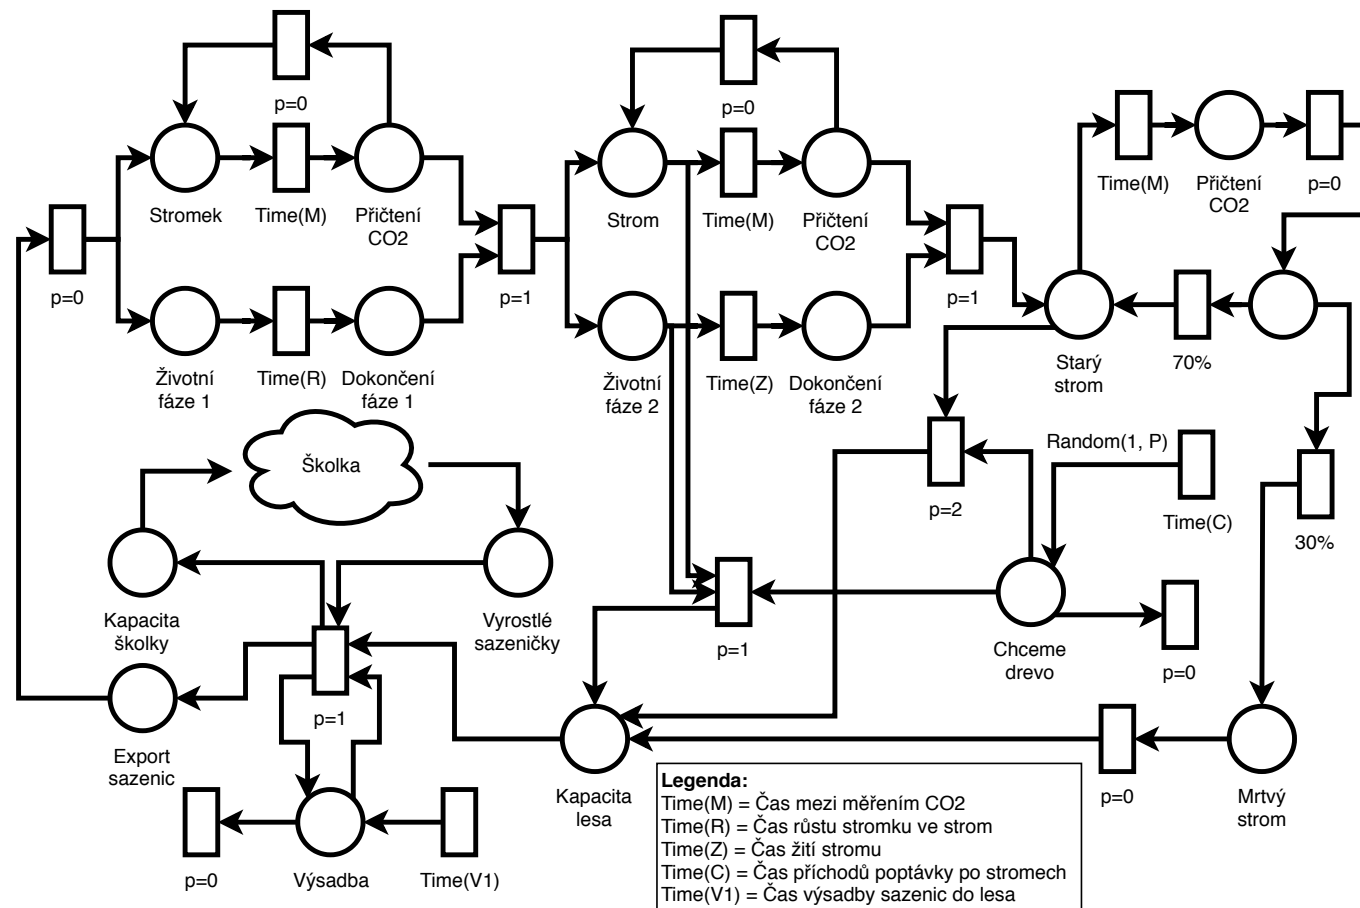 p=0
p=0
Stromek
Time(M)
Přičtení
CO2
Strom
Time(M)
Přičtení
CO2
Time(M)
Přičtení
CO2
p=0
p=0
p=1
p=1
Životní
fáze 1
Time(R)
Dokončení
fáze 1
Životní
fáze 2
Time(Z)
Dokončení
fáze 2
Starý
strom
70%
Školka
Random(1, P)
p=2
Time(C)
30%
Kapacita
školky
Vyrostlé
sazeničky
p=1
Chceme
drevo
p=0
p=1
Export
sazenic
Kapacita
lesa
p=0
Mrtvý
strom
p=0
Výsadba
Time(V1)
Legenda:
Time(M) = Čas mezi měřením CO2
Time(R) = Čas růstu stromku ve strom
Time(Z) = Čas žití stromu
Time(C) = Čas příchodů poptávky po stromech
Time(V1) = Čas výsadby sazenic do lesa